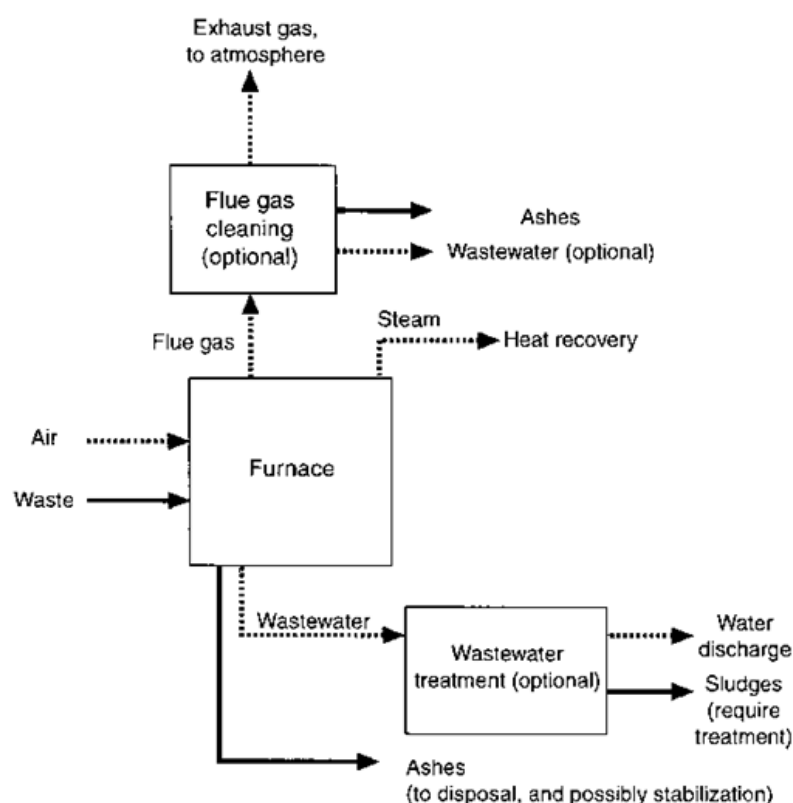 Exhaust gas,
to atmosphere
Flue gas
cleaning
(optional)
Ashes
Wastewater (optional)
Flue gas
Steam
Heat recovery
Air
Furnace
Waste
Wastewater
Wastewater
treatment (optional)
Water
discharge
Sludges
(require
treatment)
Ashes
(to disposal, and possibly stabilization)